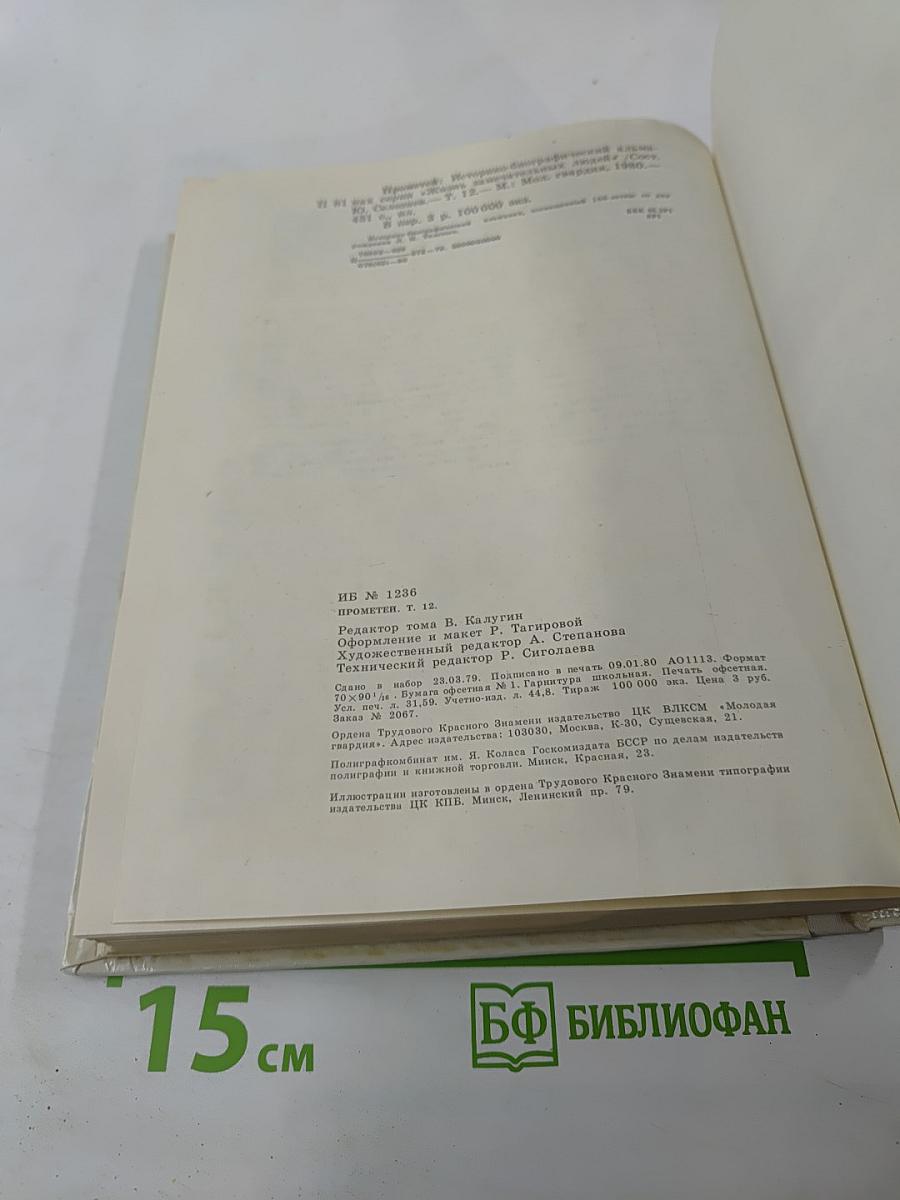 Прометей: Историко-биографический альма-
П 81 нах серии «Жизнь замечательных людей» /Сост.
Ю. Селезнев.— Т. 12.— М.: Мол. гвардия, 1980.—
431 с., ил.
В пер. 3 р. 100 000 экз.
ИБ № 1236
ПРОМЕТЕЙ. Т. 12.
Редактор тома В. Калугин
Оформление и макет Р. Тагировой
Художественный редактор А. Степанова
Технический редактор Р. Сиголаева
Сдано в набор 23.03.79. Подписано в печать 09.01.80 АО1113. Формат
70×90¹/₁₆. Бумага офсетная № 1. Гарнитура школьная. Печать офсетная.
Усл. печ. л. 31,59. Учетно-изд. л. 44,8. Тираж 100 000 экз. Цена 3 руб.
Заказ № 2067.
Ордена Трудового Красного Знамени издательство ЦК ВЛКСМ «Молодая
гвардия». Адрес издательства: 103030, Москва, К-30, Сущевская, 21.
Полиграфкомбинат им. Я. Коласа Госкомиздата БССР по делам издательств
полиграфии и книжной торговли. Минск, Красная, 23.
Иллюстрации изготовлены в ордена Трудового Красного Знамени типографии
издательства ЦК КПБ. Минск, Ленинский пр. 79.
15 см
БФ БИБЛИОФАН